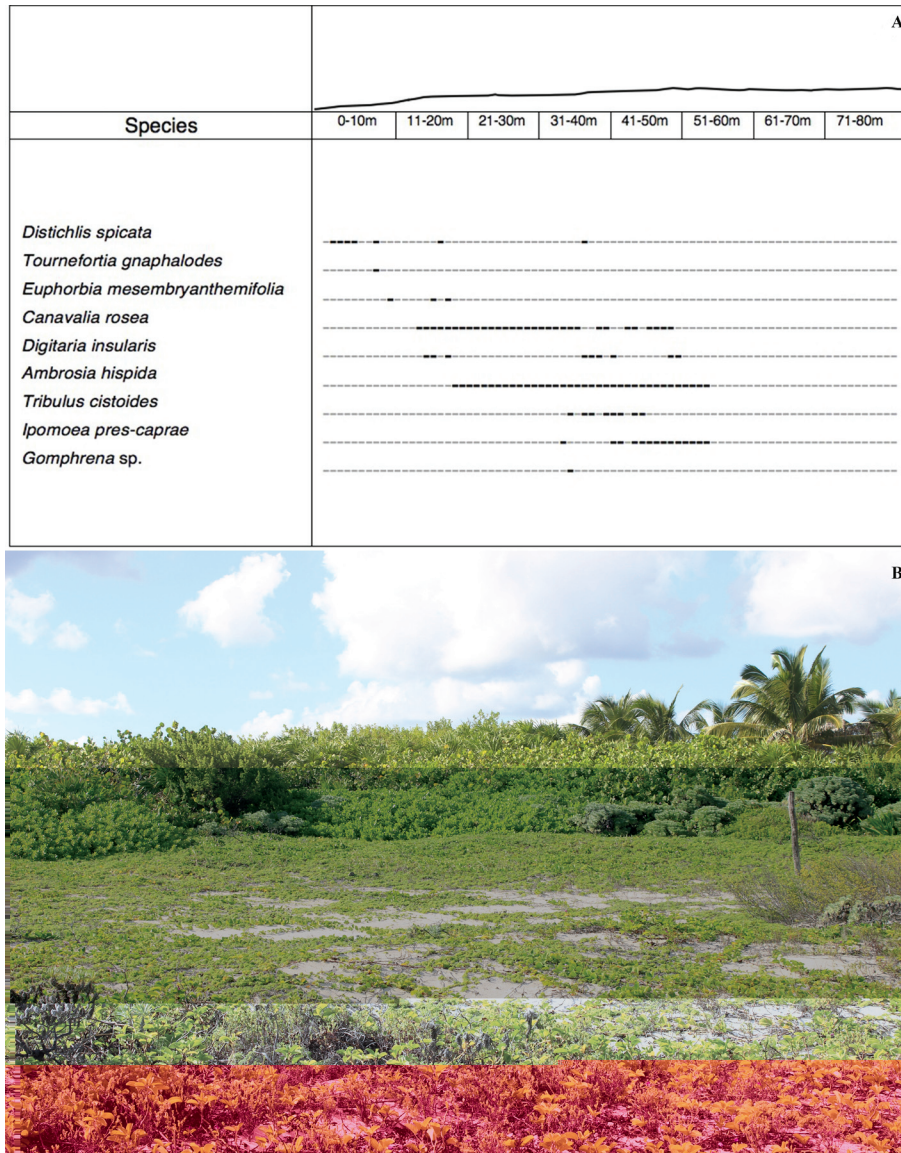 A
Species
0-10m 11-20m 21-30m 31-40m 41-50m 51-60m 61-70m 71-80m
Distichlis spicata
Tournefortia gnaphalodes
Euphorbia mesembryanthemifolia
Canavalia rosea
Digitaria insularis
Ambrosia hispida
Tribulus cistoides
Ipomoea pres-caprae
Gomphrena sp.
B